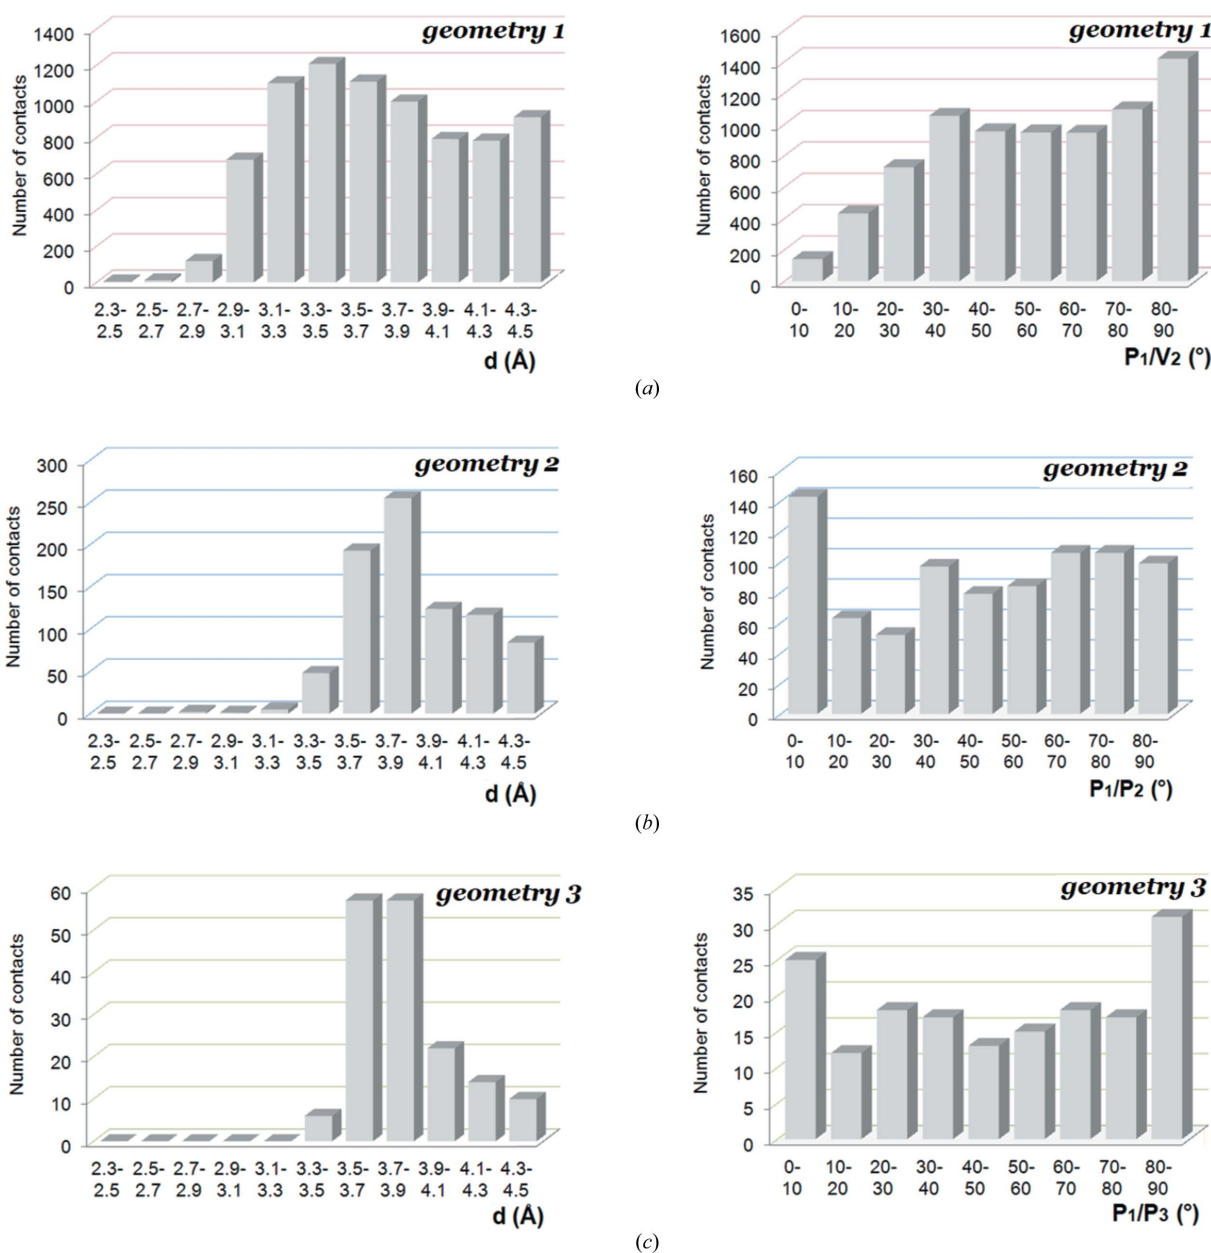 geometry 1
Number of contacts
1400
1200
1000
800
600
400
200
0
2.3- 2.5- 2.7- 2.9- 3.1- 3.3- 3.5- 3.7- 3.9- 4.1- 4.3-
2.5 2.7 2.9 3.1 3.3 3.5 3.7 3.9 4.1 4.3 4.5
d (Å)
geometry 1
Number of contacts
1600
1400
1200
1000
800
600
400
200
0
0- 10- 20- 30- 40- 50- 60- 70- 80-
10 20 30 40 50 60 70 80 90
P1/V2 (°)
(a)
geometry 2
Number of contacts
300
250
200
150
100
50
0
2.3- 2.5- 2.7- 2.9- 3.1- 3.3- 3.5- 3.7- 3.9- 4.1- 4.3-
2.5 2.7 2.9 3.1 3.3 3.5 3.7 3.9 4.1 4.3 4.5
d (Å)
geometry 2
Number of contacts
160
140
120
100
80
60
40
20
0
0- 10- 20- 30- 40- 50- 60- 70- 80-
10 20 30 40 50 60 70 80 90
P1/P2 (°)
(b)
geometry 3
Number of contacts
60
50
40
30
20
10
0
2.3- 2.5- 2.7- 2.9- 3.1- 3.3- 3.5- 3.7- 3.9- 4.1- 4.3-
2.5 2.7 2.9 3.1 3.3 3.5 3.7 3.9 4.1 4.3 4.5
d (Å)
geometry 3
Number of contacts
35
30
25
20
15
10
5
0
0- 10- 20- 30- 40- 50- 60- 70- 80-
10 20 30 40 50 60 70 80 90
P1/P3 (°)
(c)